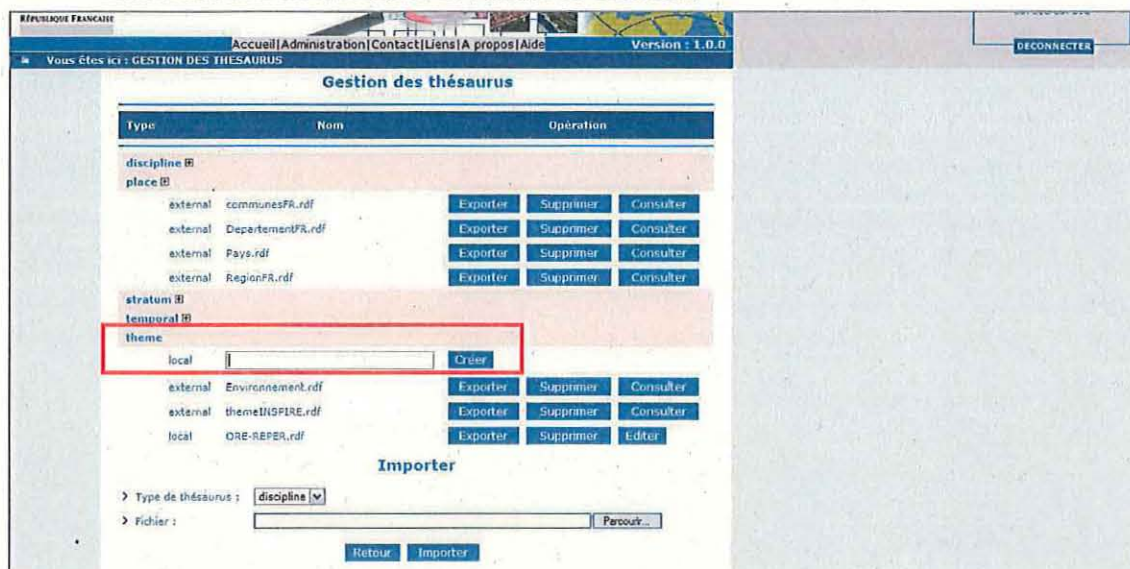 RÉPUBLIQUE FRANÇAISE
Accueil|Administration|Contact|Liens|A propos|Aide
Version : 1.0.0
DECONNECTER
Vous êtes ici : GESTION DES THESAURUS
Gestion des thésaurus
Type Nom Opération
discipline
place
external communesFR.rdf Exporter Supprimer Consulter
external DepartementFR.rdf Exporter Supprimer Consulter
external Pays.rdf Exporter Supprimer Consulter
external RegionFR.rdf Exporter Supprimer Consulter
stratum
temporal
theme
local Créer
external Environnement.rdf Exporter Supprimer Consulter
external themeINSPIRE.rdf Exporter Supprimer Consulter
local ORE-REPER.rdf Exporter Supprimer Editer
Importer
> Type de thésaurus : discipline
> Fichier : Parcourir...
Retour Importer